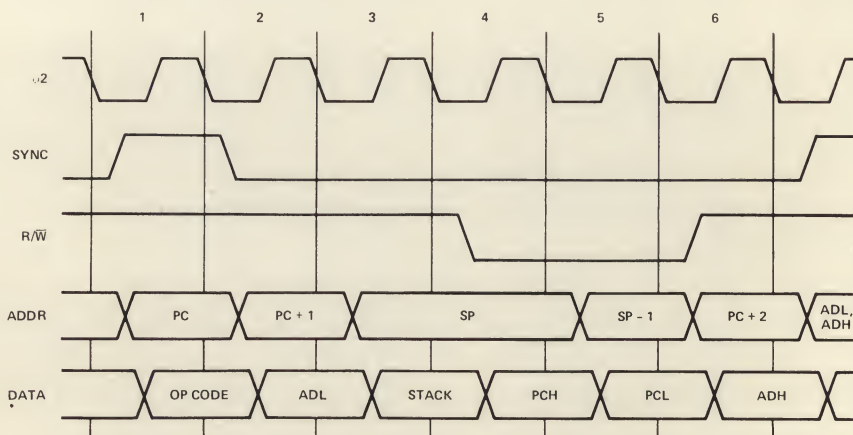 1 2 3 4 5 6
φ2
SYNC
R/W̅
ADDR PC PC + 1 SP SP - 1 PC + 2 ADL,
ADH
DATA OP CODE ADL STACK PCH PCL ADH